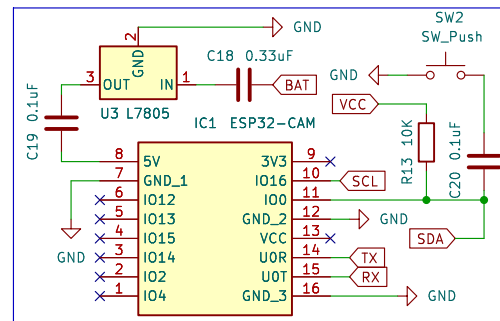 SW2
SW_Push
2
GND
GND
C18 0.33uF
GND
3 OUT
GND
IN 1
BAT
VCC
U3 L7805
C19 0.1uF
IC1 ESP32-CAM
R13 10K
C20 0.1uF
8 5V
3V3 9
7 GND_1
IO16 10
SCL
6 IO12
IO0 11
5 IO13
GND_2 12
GND
4 IO15
VCC 13
SDA
GND
3 IO14
U0R 14
TX
2 IO2
U0T 15
RX
1 IO4
GND_3 16
GND